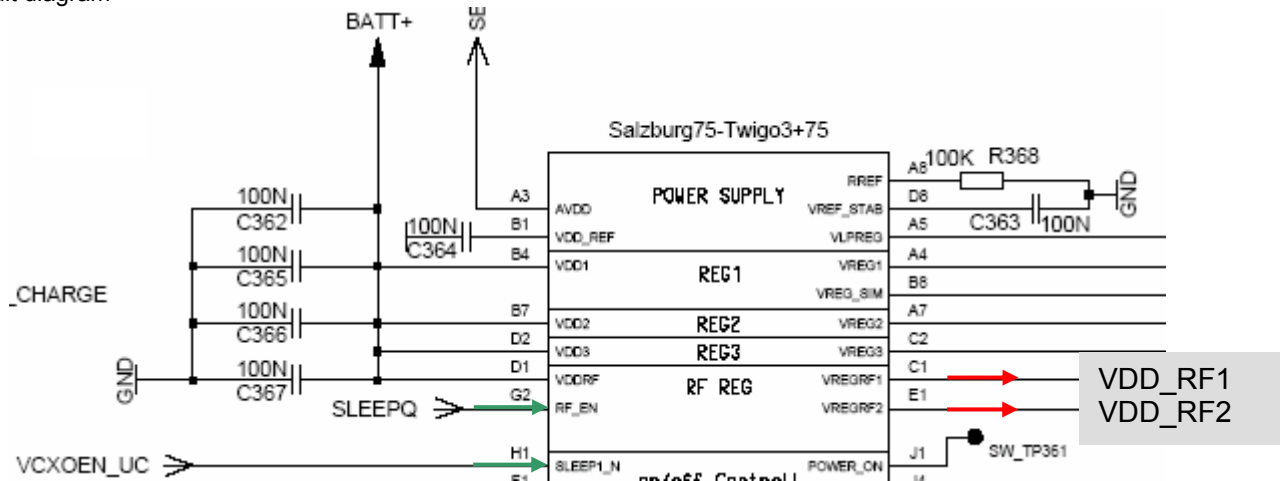 BATT+
SE
Salzburg75-Twigo3+75
100K R368
A8
RREF
POWER SUPPLY
GND
100N
C362
A3
AVDD
D8
VREF_STAB
C363
100N
100N
C364
B1
VDD_REF
A5
VLPREG
100N
C365
B4
VDD1
REG1
A4
VREG1
_CHARGE
B8
VREG_SIM
100N
C366
B7
VDD2
REG2
A7
VREG2
D2
VDD3
REG3
C2
VREG3
GND
100N
C367
D1
VDDRF
RF REG
C1
VREGRF1
VDD_RF1
SLEEPQ
G2
RF_EN
E1
VREGRF2
VDD_RF2
VCXOEN_UC
H1
SLEEP1_N
J1
POWER_ON
SW_TP361